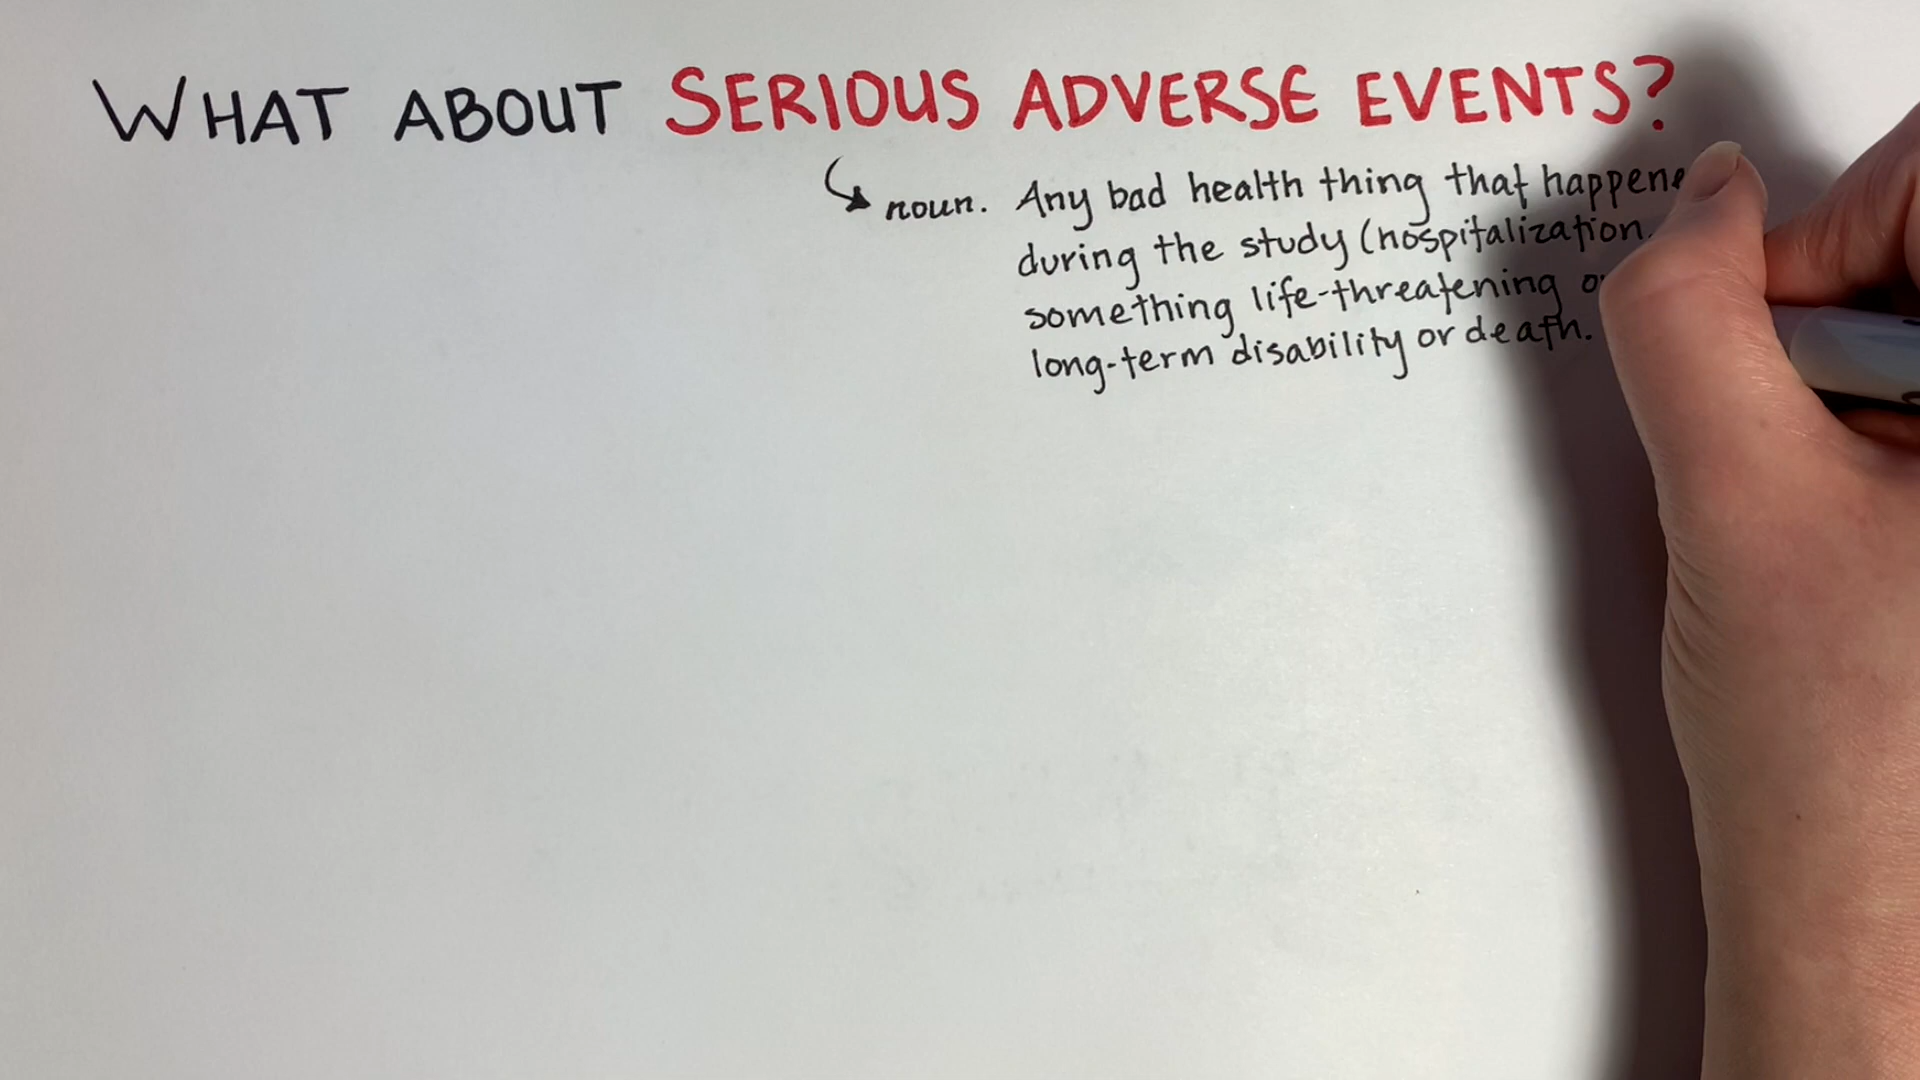 WHAT ABOUT SERIOUS ADVERSE EVENTS?
noun. Any bad health thing that happene
during the study (hospitalization.
something life-threatening o
long-term disability or death.